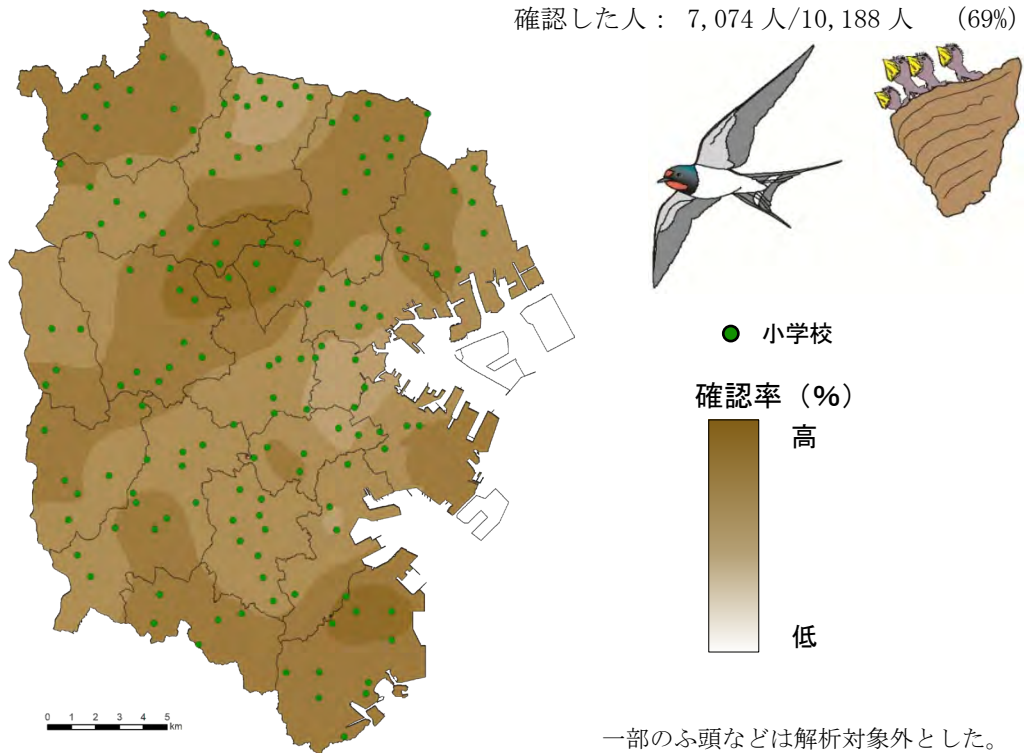 確認した人： 7,074 人/10,188 人 （69%）
小学校
確認率（%）
高
低
0 1 2 3 4 5
km
一部のふ頭などは解析対象外とした。